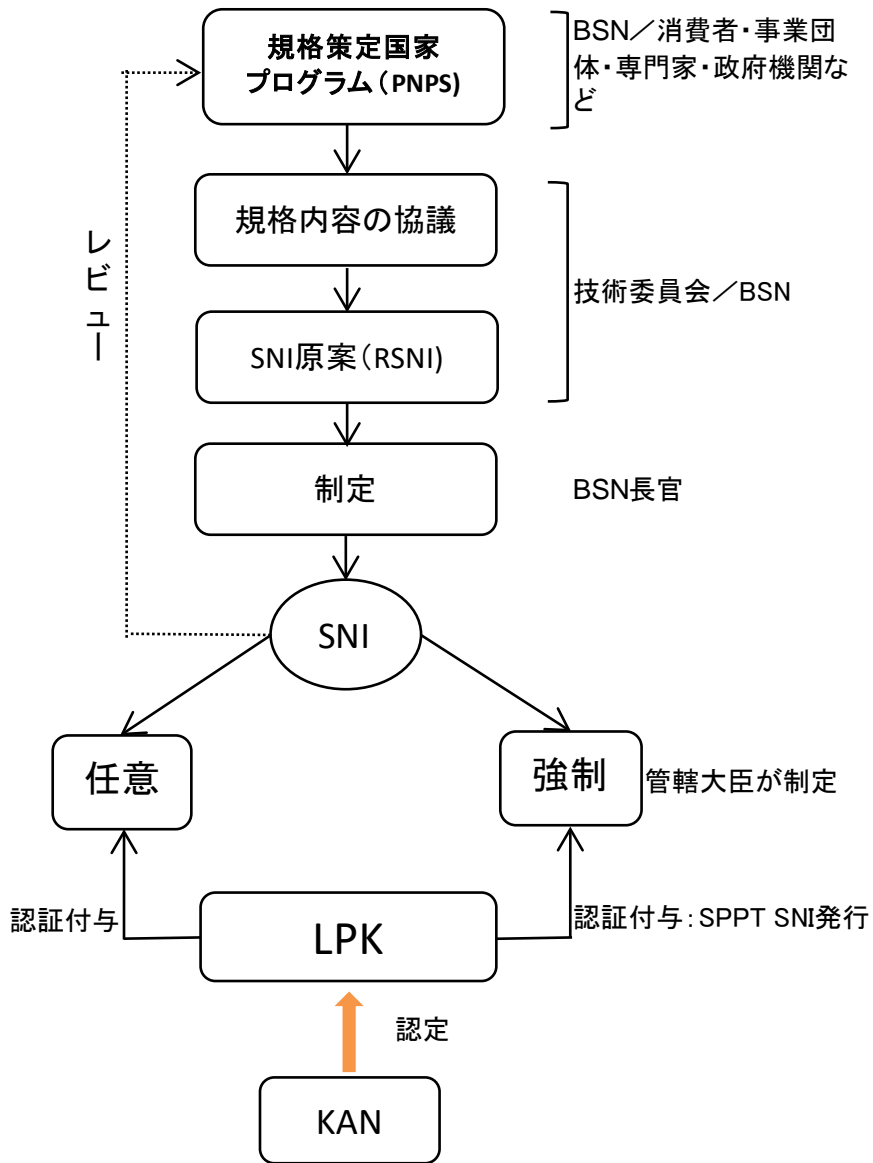 規格策定国家
プログラム（PNPS)
BSN／消費者・事業団
体・専門家・政府機関な
ど
規格内容の協議
レビュー
技術委員会／BSN
SNI原案（RSNI)
制定
BSN長官
SNI
任意
強制
管轄大臣が制定
認証付与
LPK
認証付与：SPPT SNI発行
認定
KAN